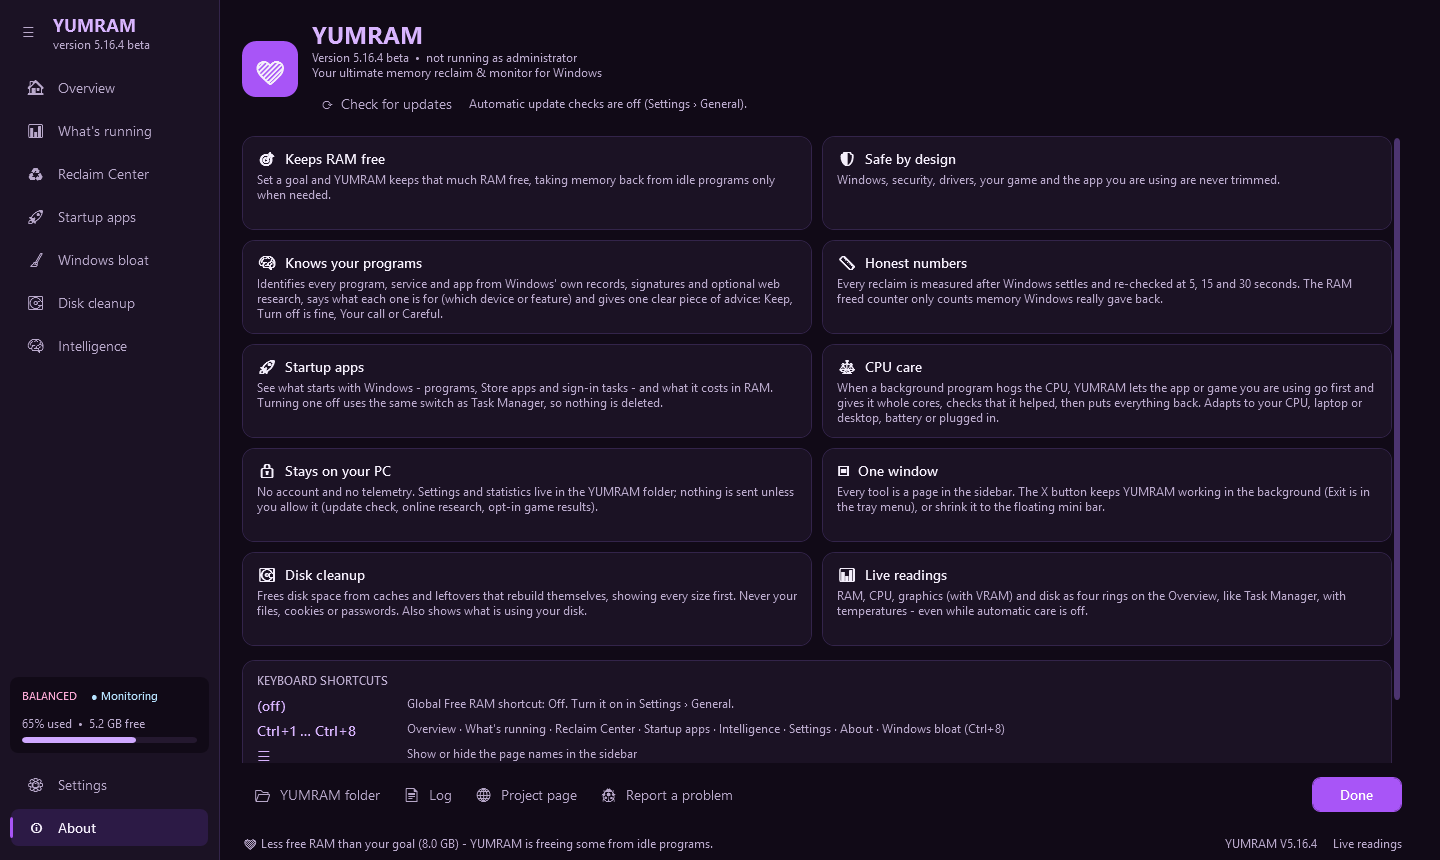 YUMRAM
version 5.16.4 beta
Overview
What's running
Reclaim Center
Startup apps
Windows bloat
Disk cleanup
Intelligence
BALANCED ● Monitoring
65% used • 5.2 GB free
Settings
About
YUMRAM
Version 5.16.4 beta • not running as administrator
Your ultimate memory reclaim & monitor for Windows
Check for updates Automatic update checks are off (Settings › General).
Keeps RAM free
Set a goal and YUMRAM keeps that much RAM free, taking memory back from idle programs only
when needed.
Safe by design
Windows, security, drivers, your game and the app you are using are never trimmed.
Knows your programs
Identifies every program, service and app from Windows' own records, signatures and optional web
research, says what each one is for (which device or feature) and gives one clear piece of advice: Keep,
Turn off is fine, Your call or Careful.
Honest numbers
Every reclaim is measured after Windows settles and re-checked at 5, 15 and 30 seconds. The RAM
freed counter only counts memory Windows really gave back.
Startup apps
See what starts with Windows - programs, Store apps and sign-in tasks - and what it costs in RAM.
Turning one off uses the same switch as Task Manager, so nothing is deleted.
CPU care
When a background program hogs the CPU, YUMRAM lets the app or game you are using go first and
gives it whole cores, checks that it helped, then puts everything back. Adapts to your CPU, laptop or
desktop, battery or plugged in.
Stays on your PC
No account and no telemetry. Settings and statistics live in the YUMRAM folder; nothing is sent unless
you allow it (update check, online research, opt-in game results).
One window
Every tool is a page in the sidebar. The X button keeps YUMRAM working in the background (Exit is in
the tray menu), or shrink it to the floating mini bar.
Disk cleanup
Frees disk space from caches and leftovers that rebuild themselves, showing every size first. Never your
files, cookies or passwords. Also shows what is using your disk.
Live readings
RAM, CPU, graphics (with VRAM) and disk as four rings on the Overview, like Task Manager, with
temperatures - even while automatic care is off.
KEYBOARD SHORTCUTS
(off) Global Free RAM shortcut: Off. Turn it on in Settings › General.
Ctrl+1 ... Ctrl+8 Overview · What's running · Reclaim Center · Startup apps · Intelligence · Settings · About · Windows bloat (Ctrl+8)
☰ Show or hide the page names in the sidebar
YUMRAM folder Log Project page Report a problem Done
Less free RAM than your goal (8.0 GB) - YUMRAM is freeing some from idle programs. YUMRAM V5.16.4 Live readings